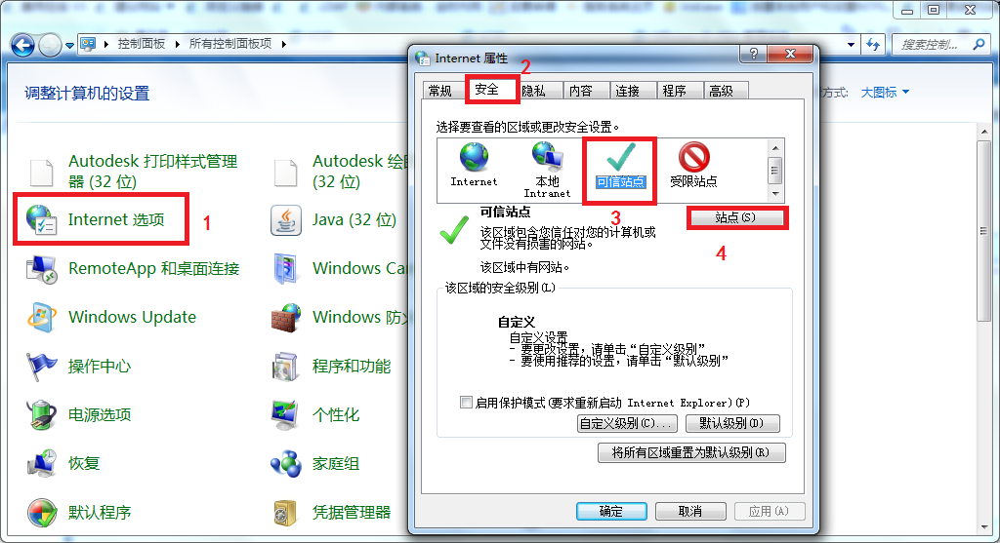 控制面板
所有控制面板项
搜索控制...
调整计算机的设置
方式:
大图标
Autodesk 打印样式管理
器 (32 位)
Autodesk 绘
(32 位)
Internet 选项
1
Java (32 位)
RemoteApp 和桌面连接
Windows Car
Windows Update
Windows 防
操作中心
程序和功能
电源选项
个性化
恢复
家庭组
默认程序
凭据管理器
Internet 属性
2
常规
安全
隐私
内容
连接
程序
高级
选择要查看的区域或更改安全设置。
Internet
本地
Intranet
可信站点
受限站点
3
可信站点
站点(S)
4
该区域包含您信任对您的计算机或
文件没有损害的网站。
该区域中有网站。
该区域的安全级别(L)
自定义
自定义设置
- 要更改设置，请单击“自定义级别”
- 要使用推荐的设置，请单击“默认级别”
启用保护模式(要求重新启动 Internet Explorer)(P)
自定义级别(C)...
默认级别(D)
将所有区域重置为默认级别(R)
确定
取消
应用(A)